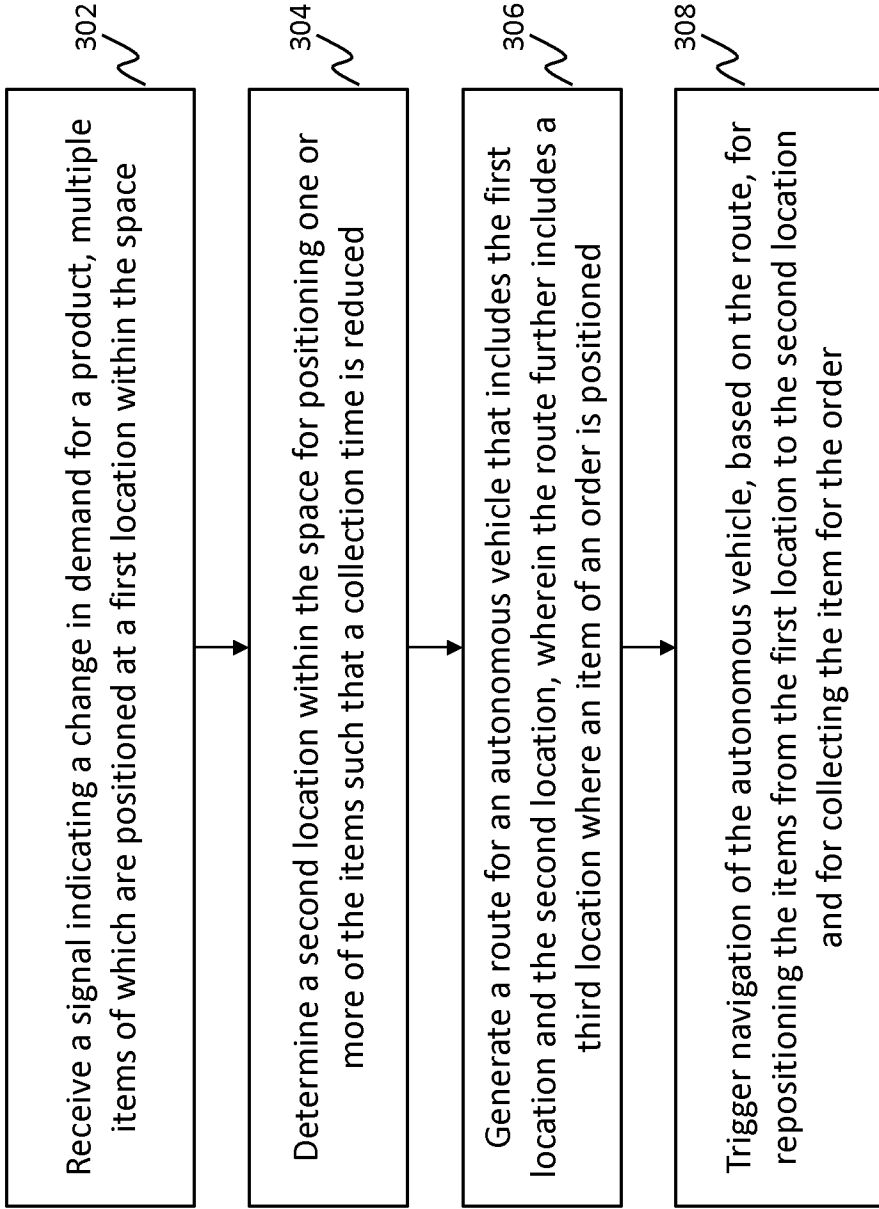 302
Receive a signal indicating a change in demand for a product, multiple
items of which are positioned at a first location within the space
304
Determine a second location within the space for positioning one or
more of the items such that a collection time is reduced
306
Generate a route for an autonomous vehicle that includes the first
location and the second location, wherein the route further includes a
third location where an item of an order is positioned
308
Trigger navigation of the autonomous vehicle, based on the route, for
repositioning the items from the first location to the second location
and for collecting the item for the order